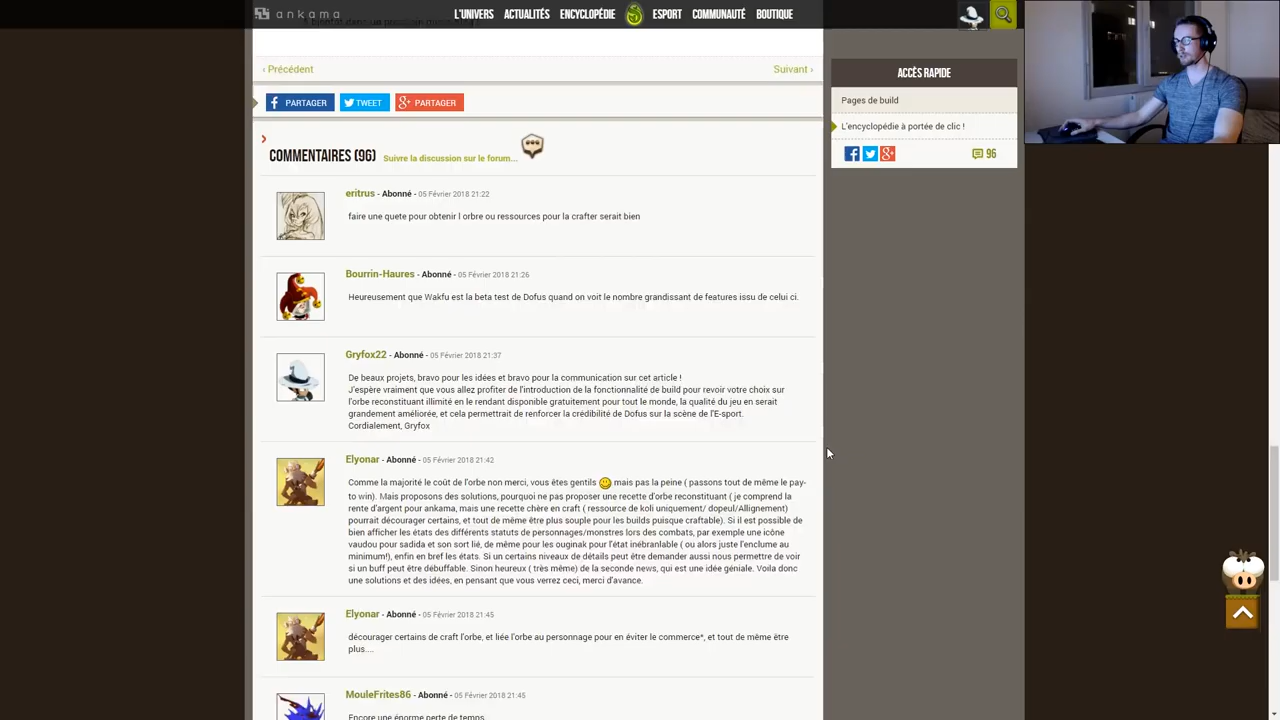 ankama
L'UNIVERS ACTUALITÉS ENCYCLOPÉDIE ESPORT COMMUNAUTÉ BOUTIQUE
‹ Précédent
Suivant ›
PARTAGER TWEET PARTAGER
COMMENTAIRES (96) Suivre la discussion sur le forum...
eritrus - Abonné - 05 Février 2018 21:22
faire une quete pour obtenir l orbre ou ressources pour la crafter serait bien
Bourrin-Haures - Abonné - 05 Février 2018 21:26
Heureusement que Wakfu est la beta test de Dofus quand on voit le nombre grandissant de features issu de celui ci.
Gryfox22 - Abonné - 05 Février 2018 21:37
De beaux projets, bravo pour les idées et bravo pour la communication sur cet article !
J'espère vraiment que vous allez profiter de l'introduction de la fonctionnalité de build pour revoir votre choix sur
l'orbe reconstituant illimité en le rendant disponible gratuitement pour tout le monde, la qualité du jeu en serait
grandement améliorée, et cela permettrait de renforcer la crédibilité de Dofus sur la scène de l'E-sport.
Cordialement, Gryfox
Elyonar - Abonné - 05 Février 2018 21:42
Comme la majorité le coût de l'orbe non merci, vous êtes gentils mais pas la peine ( passons tout de même le pay-
to win). Mais proposons des solutions, pourquoi ne pas proposer une recette d'orbe reconstituant ( je comprend la
rente d'argent pour ankama, mais une recette chère en craft ( ressource de koli uniquement/ dopeul/Allignement)
pourrait décourager certains, et tout de même être plus souple pour les builds puisque craftable). Si il est possible de
bien afficher les états des différents statuts de personnages/monstres lors des combats, par exemple une icône
vaudou pour sadida et son sort lié, de même pour les ouginak pour l'état inébranlable ( ou alors juste l'enclume au
minimum!), enfin en bref les états. Si un certains niveaux de détails peut être demander aussi nous permettre de voir
si un buff peut être débuffable. Sinon heureux ( très même) de la seconde news, qui est une idée géniale. Voila donc
une solutions et des idées, en pensant que vous verrez ceci, merci d'avance.
Elyonar - Abonné - 05 Février 2018 21:45
décourager certains de craft l'orbe, et liée l'orbe au personnage pour en éviter le commerce*, et tout de même être
plus....
MouleFrites86 - Abonné - 05 Février 2018 21:45
Encore une énorme perte de temps...
ACCÈS RAPIDE
Pages de build
L'encyclopédie à portée de clic !
96